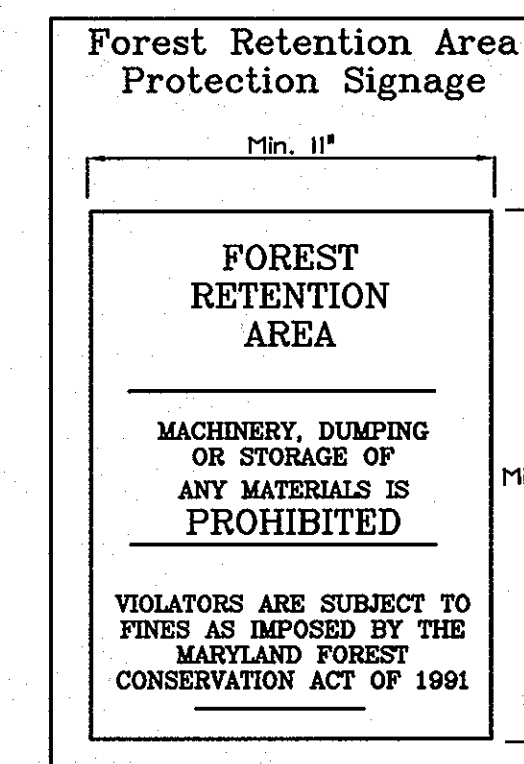 Forest Retention Area
Protection Signage
Min. 11"
FOREST
RETENTION
AREA
MACHINERY, DUMPING
OR STORAGE OF
ANY MATERIALS IS
PROHIBITED
VIOLATORS ARE SUBJECT TO
FINES AS IMPOSED BY THE
MARYLAND FOREST
CONSERVATION ACT OF 1991